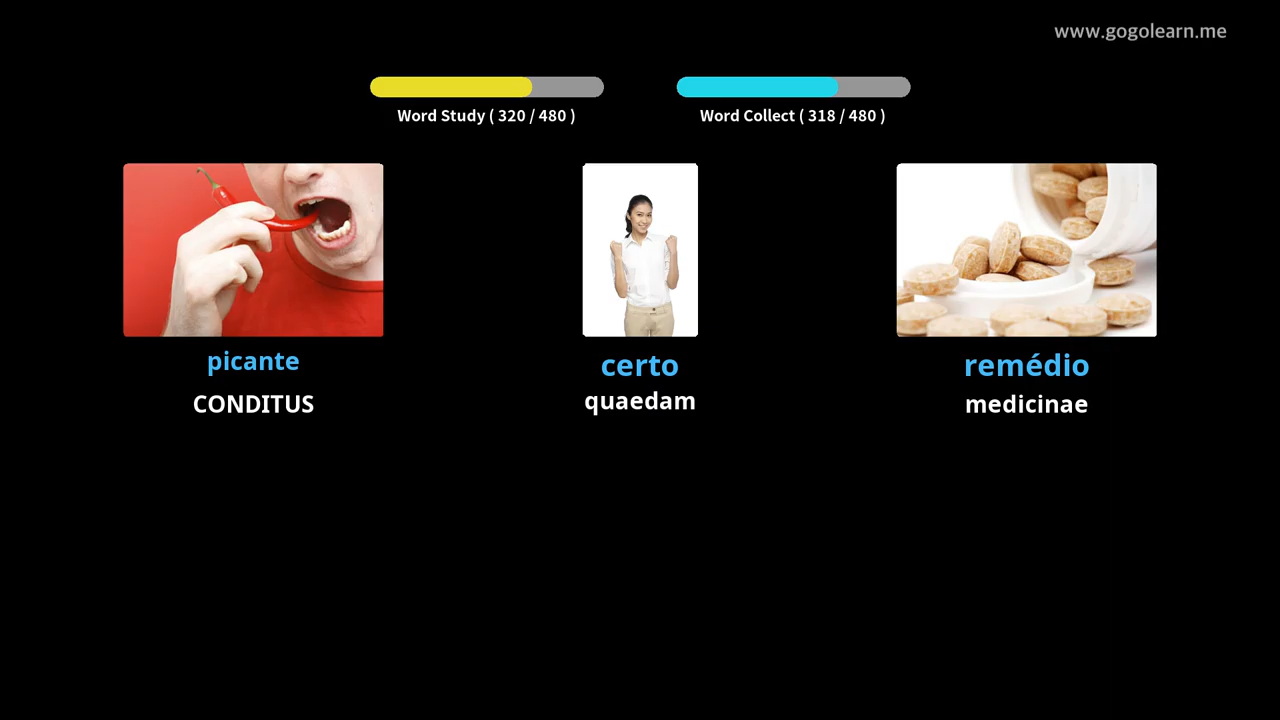 www.gogolearn.me
Word Study ( 320 / 480 )
Word Collect ( 318 / 480 )
picante
CONDITUS
certo
quaedam
remédio
medicinae